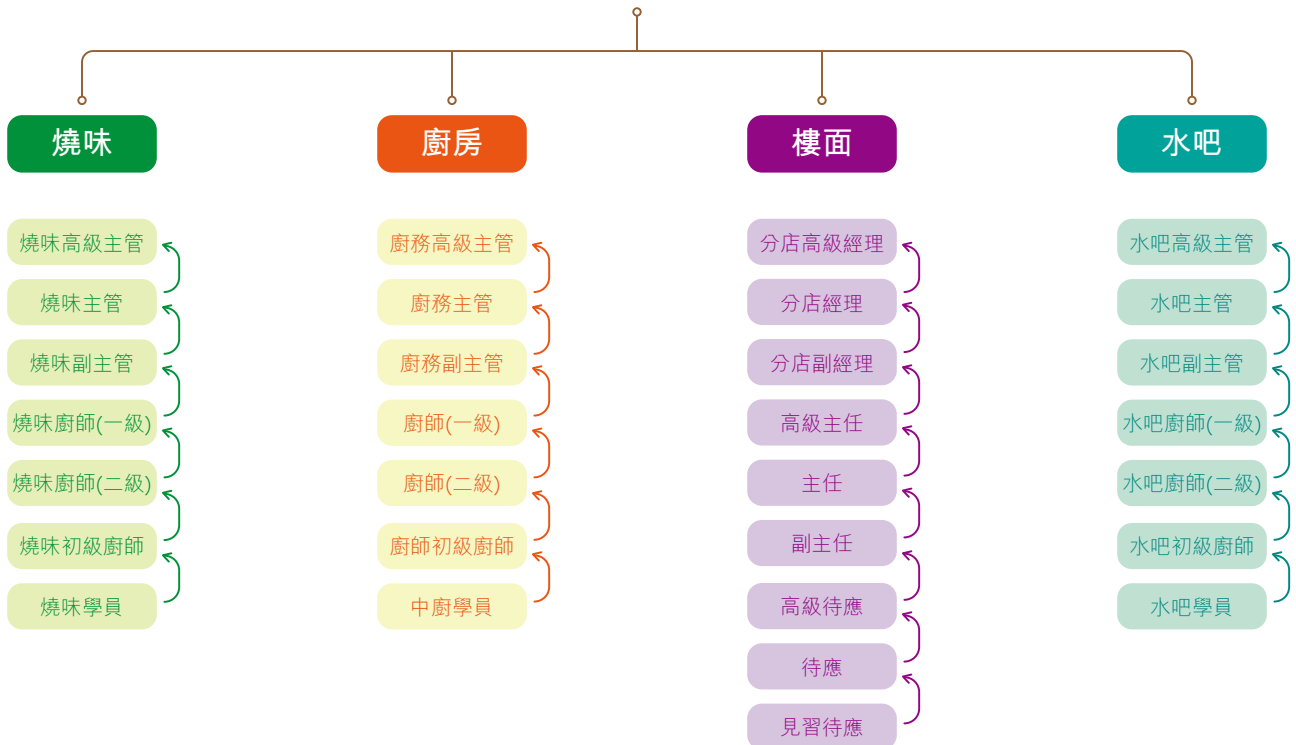 燒味
燒味高級主管
燒味主管
燒味副主管
燒味廚師(一級)
燒味廚師(二級)
燒味初級廚師
燒味學員
廚房
廚務高級主管
廚務主管
廚務副主管
廚師(一級)
廚師(二級)
廚師初級廚師
中廚學員
樓面
分店高級經理
分店經理
分店副經理
高級主任
主任
副主任
高級待應
待應
見習待應
水吧
水吧高級主管
水吧主管
水吧副主管
水吧廚師(一級)
水吧廚師(二級)
水吧初級廚師
水吧學員